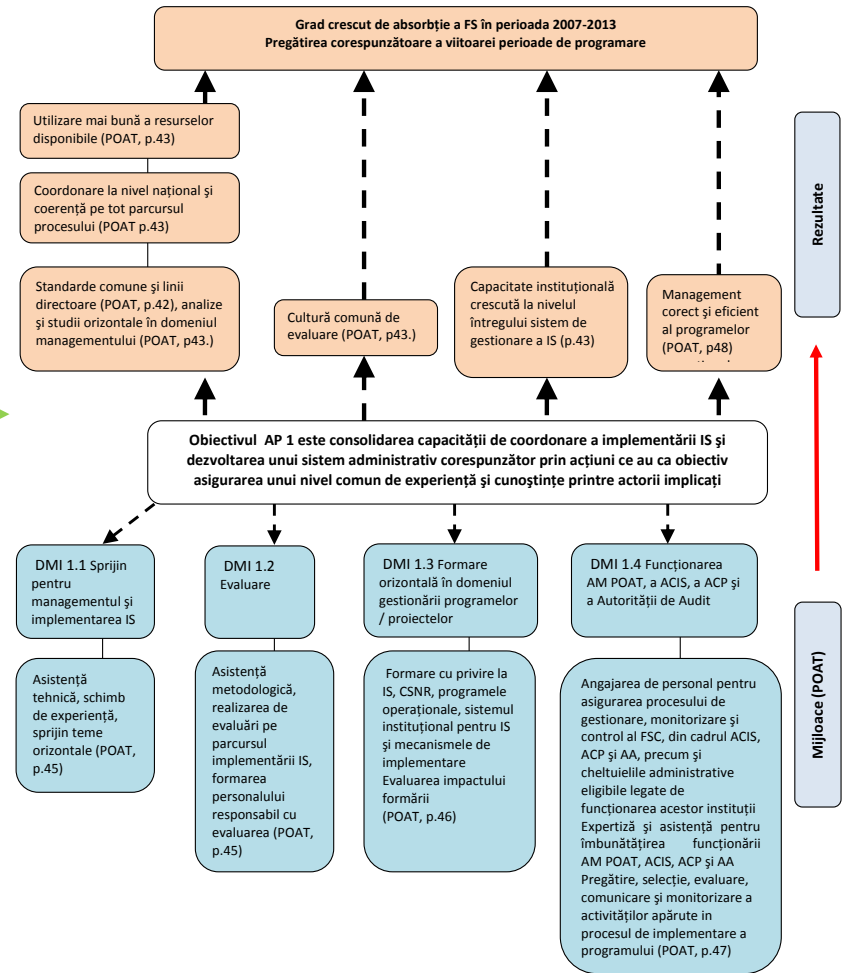 Grad crescut de absorbție a FS în perioada 2007-2013
Pregătirea corespunzătoare a viitoarei perioade de programare
Utilizare mai bună a resurselor
disponibile (POAT, p.43)
Coordonare la nivel național şi
coerență pe tot parcursul
procesului (POAT p.43)
Standarde comune şi linii
directoare (POAT, p.42), analize
şi studii orizontale în domeniul
managementului (POAT, p43.)
Cultură comună de
evaluare (POAT, p43.)
Capacitate instituțională
crescută la nivelul
întregului sistem de
gestionare a IS (p.43)
Management
corect şi eficient
al programelor
(POAT, p48)
Rezultate
Obiectivul AP 1 este consolidarea capacității de coordonare a implementării IS şi
dezvoltarea unui sistem administrativ corespunzător prin acțiuni ce au ca obiectiv
asigurarea unui nivel comun de experiență şi cunoştințe printre actorii implicați
DMI 1.1 Sprijin
pentru
managementul şi
implementarea IS
DMI 1.2
Evaluare
DMI 1.3 Formare
orizontală în domeniul
gestionării programelor
/ proiectelor
DMI 1.4 Funcționarea
AM POAT, a ACIS, a ACP şi
a Autorității de Audit
Asistență
tehnică, schimb
de experiență,
sprijin teme
orizontale (POAT,
p.45)
Asistență
metodologică,
realizarea de
evaluări pe
parcursul
implementării IS,
formarea
personalului
responsabil cu
evaluarea (POAT,
p.45)
Formare cu privire la
IS, CSNR, programele
operaționale, sistemul
instituțional pentru IS
şi mecanismele de
implementare
Evaluarea impactului
formării
(POAT, p.46)
Angajarea de personal pentru
asigurarea procesului de
gestionare, monitorizare şi
control al FSC, din cadrul ACIS,
ACP şi AA, precum şi
cheltuielile administrative
eligibile legate de
funcționarea acestor instituții
Expertiză şi asistență pentru
îmbunătățirea funcționării
AM POAT, ACIS, ACP şi AA
Pregătire, selecție, evaluare,
comunicare şi monitorizare a
activităților apărute in
procesul de implementare a
programului (POAT, p.47)
Mijloace (POAT)